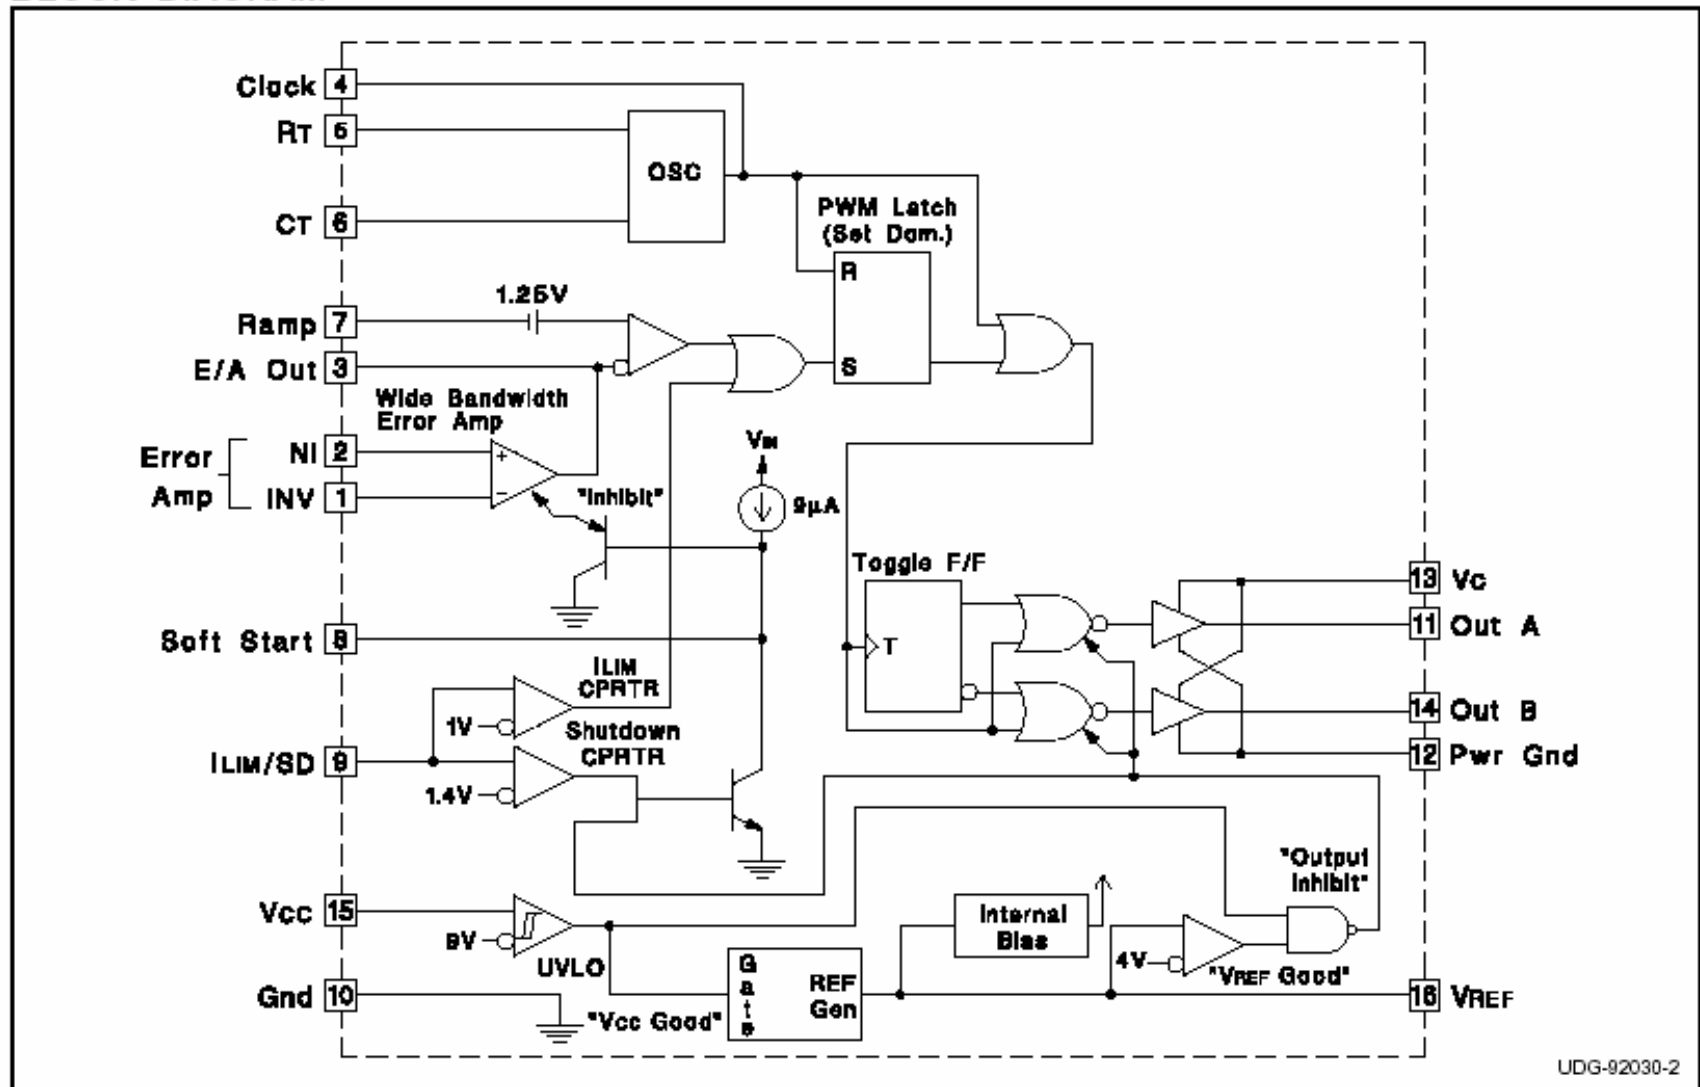 Clock 4
RT 5
OSC
CT 6
PWM Latch
(Set Dom.)
R
S
1.25V
Ramp 7
E/A Out 3
Wide Bandwidth
Error Amp
Error
Amp
NI 2
INV 1
+
−
"Inhibit"
VIN
9µA
Soft Start 8
Toggle F/F
T
13 Vc
11 Out A
14 Out B
12 Pwr Gnd
ILIM
CPRTR
1V
Shutdown
CPRTR
ILIM/SD 9
1.4V
"Output
Inhibit"
Vcc 15
9V
UVLO
Internal
Bias
4V
"VREF Good"
Gnd 10
"Vcc Good"
Gate
REF
Gen
16 VREF
UDG-92030-2